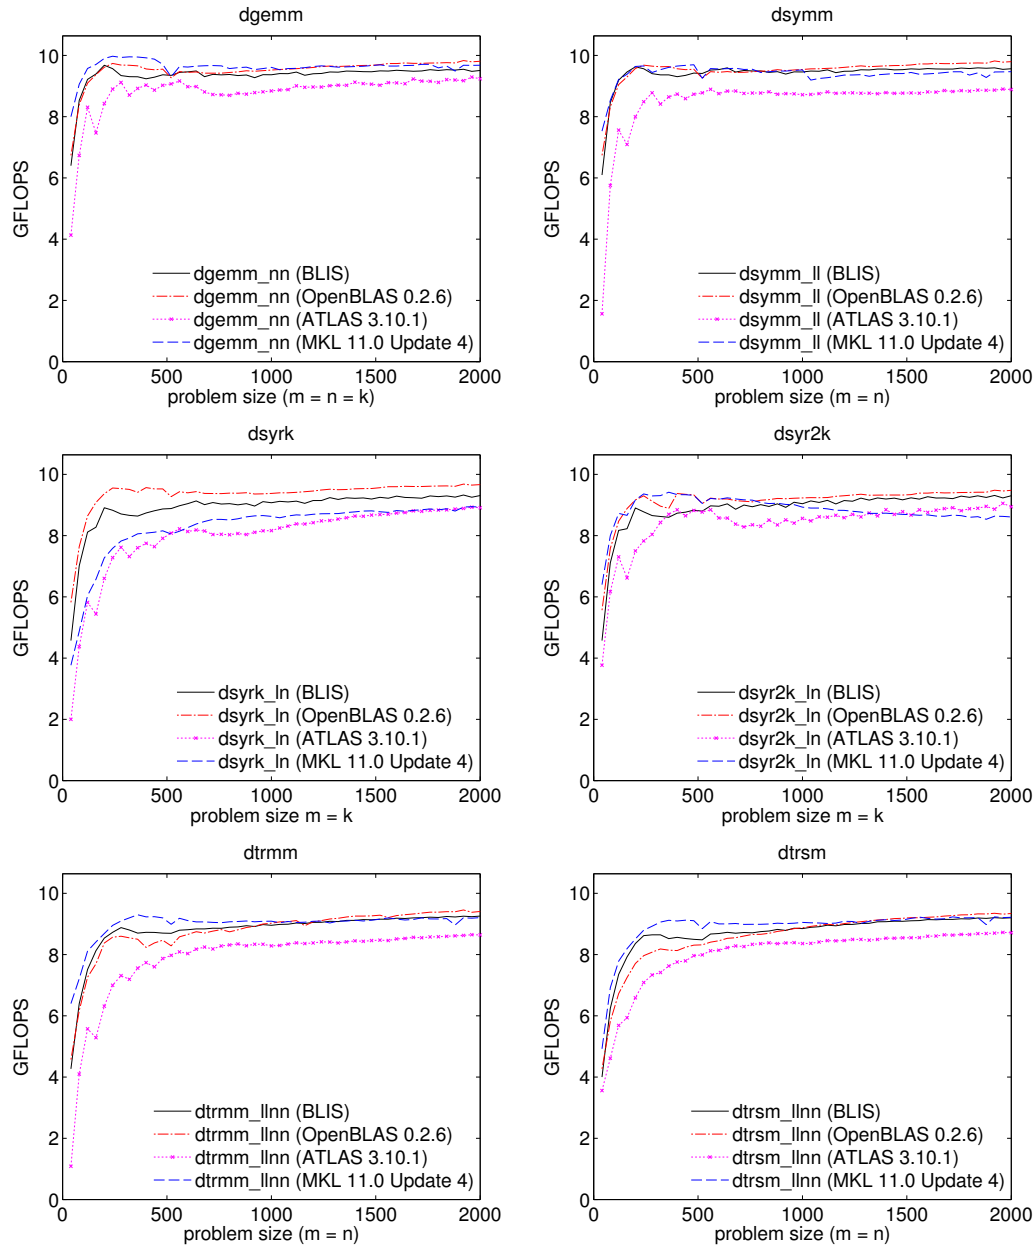 dgemm
10
8
6
4
2
0
GFLOPS
dgemm_nn (BLIS)
dgemm_nn (OpenBLAS 0.2.6)
dgemm_nn (ATLAS 3.10.1)
dgemm_nn (MKL 11.0 Update 4)
0 500 1000 1500 2000
problem size (m = n = k)
dsymm
10
8
6
4
2
0
GFLOPS
dsymm_ll (BLIS)
dsymm_ll (OpenBLAS 0.2.6)
dsymm_ll (ATLAS 3.10.1)
dsymm_ll (MKL 11.0 Update 4)
0 500 1000 1500 2000
problem size (m = n)
dsyrk
10
8
6
4
2
0
GFLOPS
dsyrk_ln (BLIS)
dsyrk_ln (OpenBLAS 0.2.6)
dsyrk_ln (ATLAS 3.10.1)
dsyrk_ln (MKL 11.0 Update 4)
0 500 1000 1500 2000
problem size m = k
dsyr2k
10
8
6
4
2
0
GFLOPS
dsyr2k_ln (BLIS)
dsyr2k_ln (OpenBLAS 0.2.6)
dsyr2k_ln (ATLAS 3.10.1)
dsyr2k_ln (MKL 11.0 Update 4)
0 500 1000 1500 2000
problem size m = k
dtrmm
10
8
6
4
2
0
GFLOPS
dtrmm_llnn (BLIS)
dtrmm_llnn (OpenBLAS 0.2.6)
dtrmm_llnn (ATLAS 3.10.1)
dtrmm_llnn (MKL 11.0 Update 4)
0 500 1000 1500 2000
problem size (m = n)
dtrsm
10
8
6
4
2
0
GFLOPS
dtrsm_llnn (BLIS)
dtrsm_llnn (OpenBLAS 0.2.6)
dtrsm_llnn (ATLAS 3.10.1)
dtrsm_llnn (MKL 11.0 Update 4)
0 500 1000 1500 2000
problem size (m = n)